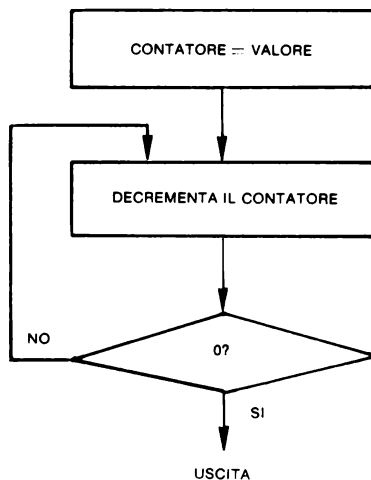 CONTATORE = VALORE
DECREMENTA IL CONTATORE
0?
NO
SI
USCITA